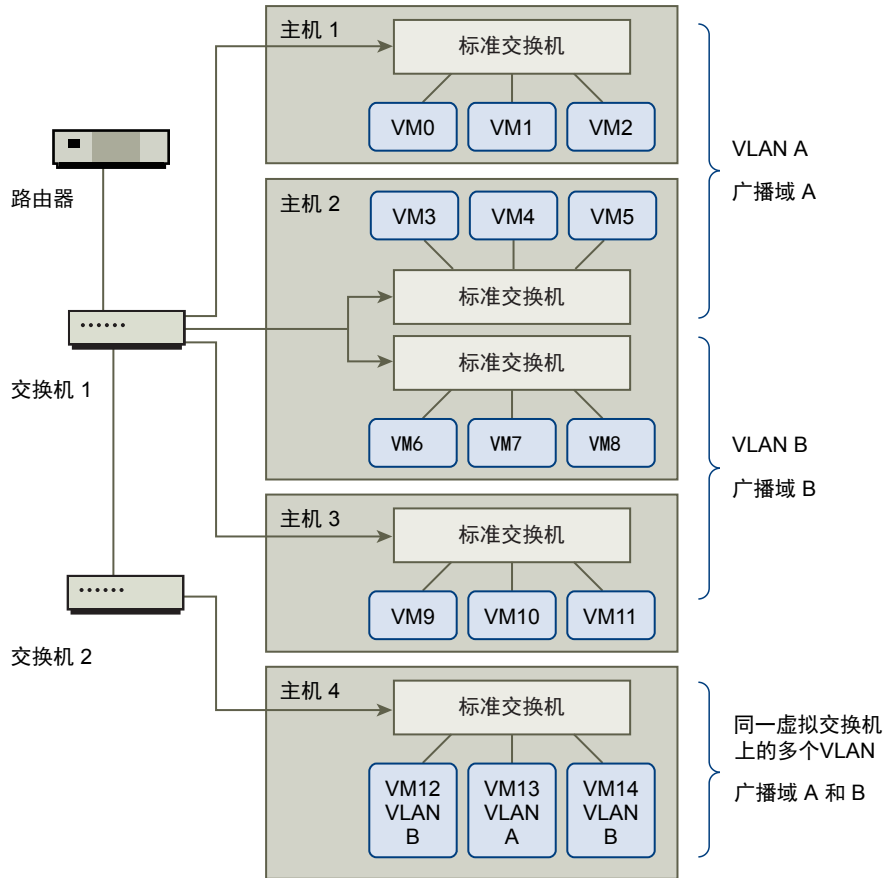 主机 1
标准交换机
VM0
VM1
VM2
路由器
VLAN A
广播域 A
主机 2
VM3
VM4
VM5
标准交换机
标准交换机
交换机 1
VM6
VM7
VM8
VLAN B
广播域 B
主机 3
标准交换机
VM9
VM10
VM11
交换机 2
主机 4
标准交换机
VM12
VLAN
B
VM13
VLAN
A
VM14
VLAN
B
同一虚拟交换机
上的多个VLAN
广播域 A 和 B